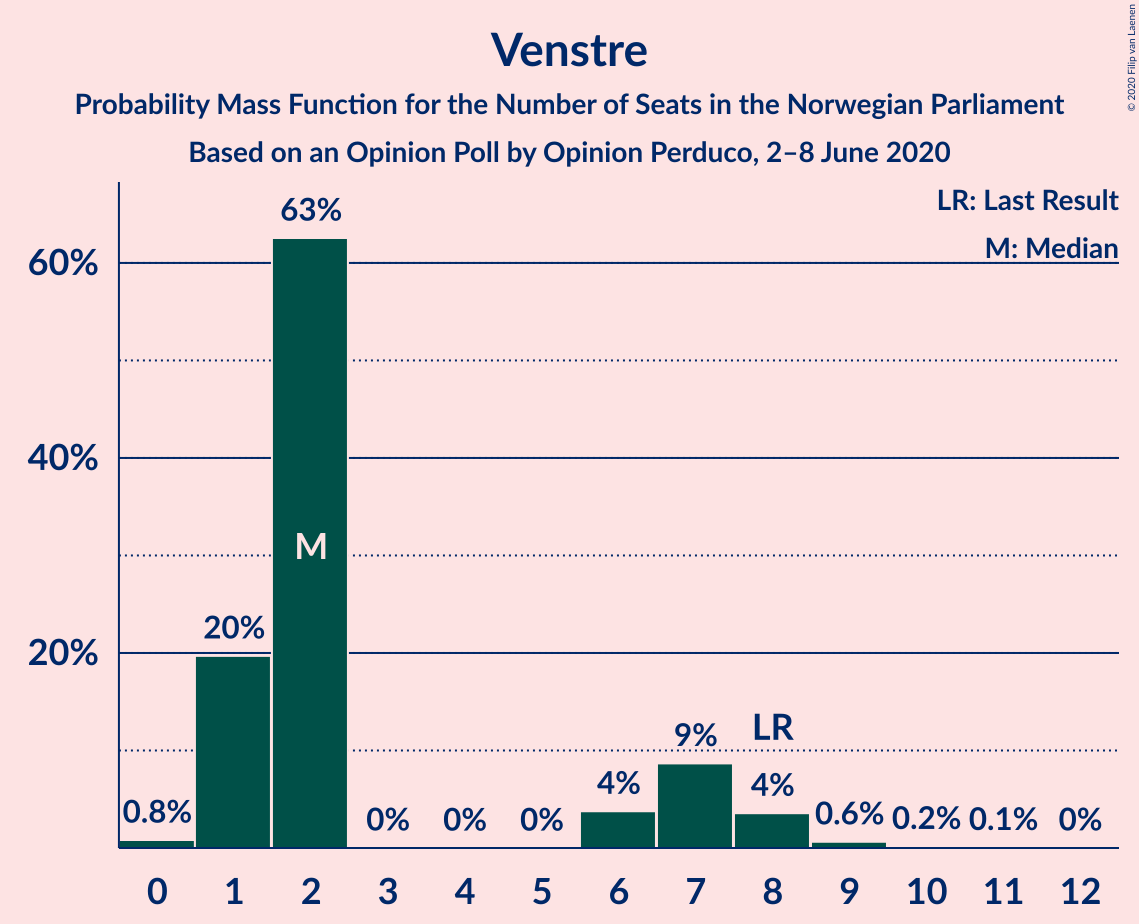 Venstre
Probability Mass Function for the Number of Seats in the Norwegian Parliament
Based on an Opinion Poll by Opinion Perduco, 2–8 June 2020
© 2020 Filip van Laenen
LR: Last Result
M: Median
60%
40%
20%
0.8%
20%
63%
M
0%
0%
0%
4%
9%
LR
4%
0.6%
0.2%
0.1%
0%
0 1 2 3 4 5 6 7 8 9 10 11 12